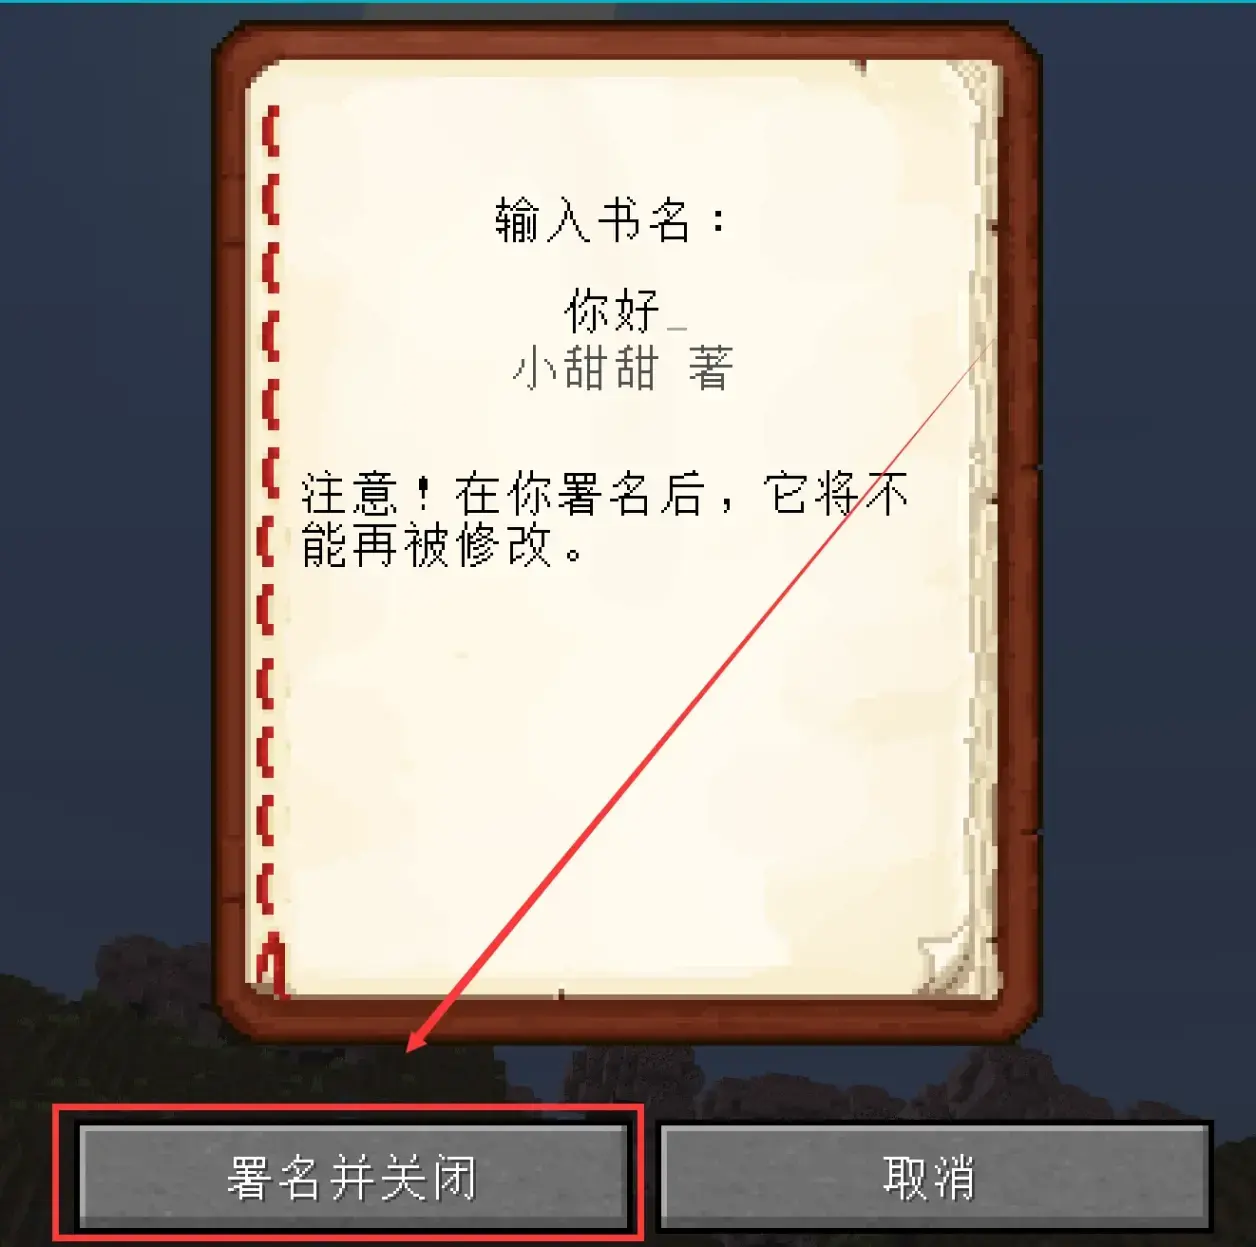 输入书名：
你好_
小甜甜 著
注意！在你署名后，它将不
能再被修改。
署名并关闭
取消